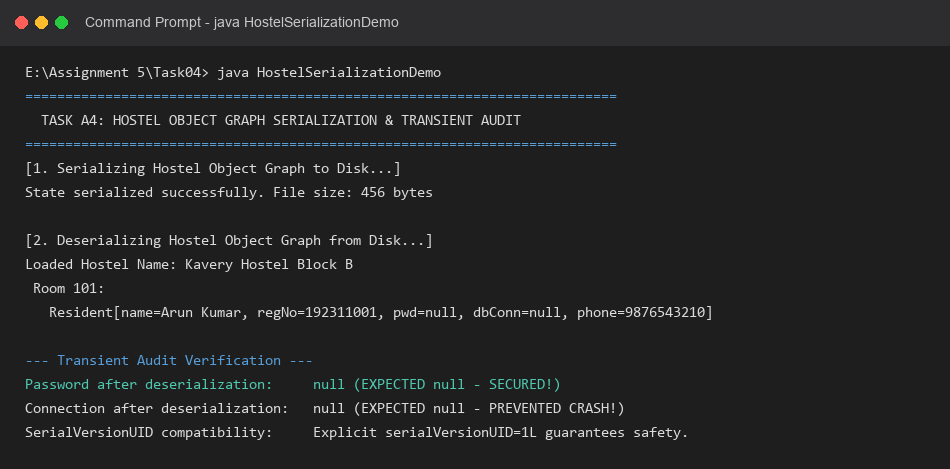 Command Prompt - java HostelSerializationDemo
E:\Assignment 5\Task04> java HostelSerializationDemo
==========================================================================
TASK A4: HOSTEL OBJECT GRAPH SERIALIZATION & TRANSIENT AUDIT
==========================================================================
[1. Serializing Hostel Object Graph to Disk...]
State serialized successfully. File size: 456 bytes
[2. Deserializing Hostel Object Graph from Disk...]
Loaded Hostel Name: Kavery Hostel Block B
Room 101:
Resident[name=Arun Kumar, regNo=192311001, pwd=null, dbConn=null, phone=9876543210]
--- Transient Audit Verification ---
Password after deserialization: null (EXPECTED null - SECURED!)
Connection after deserialization: null (EXPECTED null - PREVENTED CRASH!)
SerialVersionUID compatibility: Explicit serialVersionUID=1L guarantees safety.